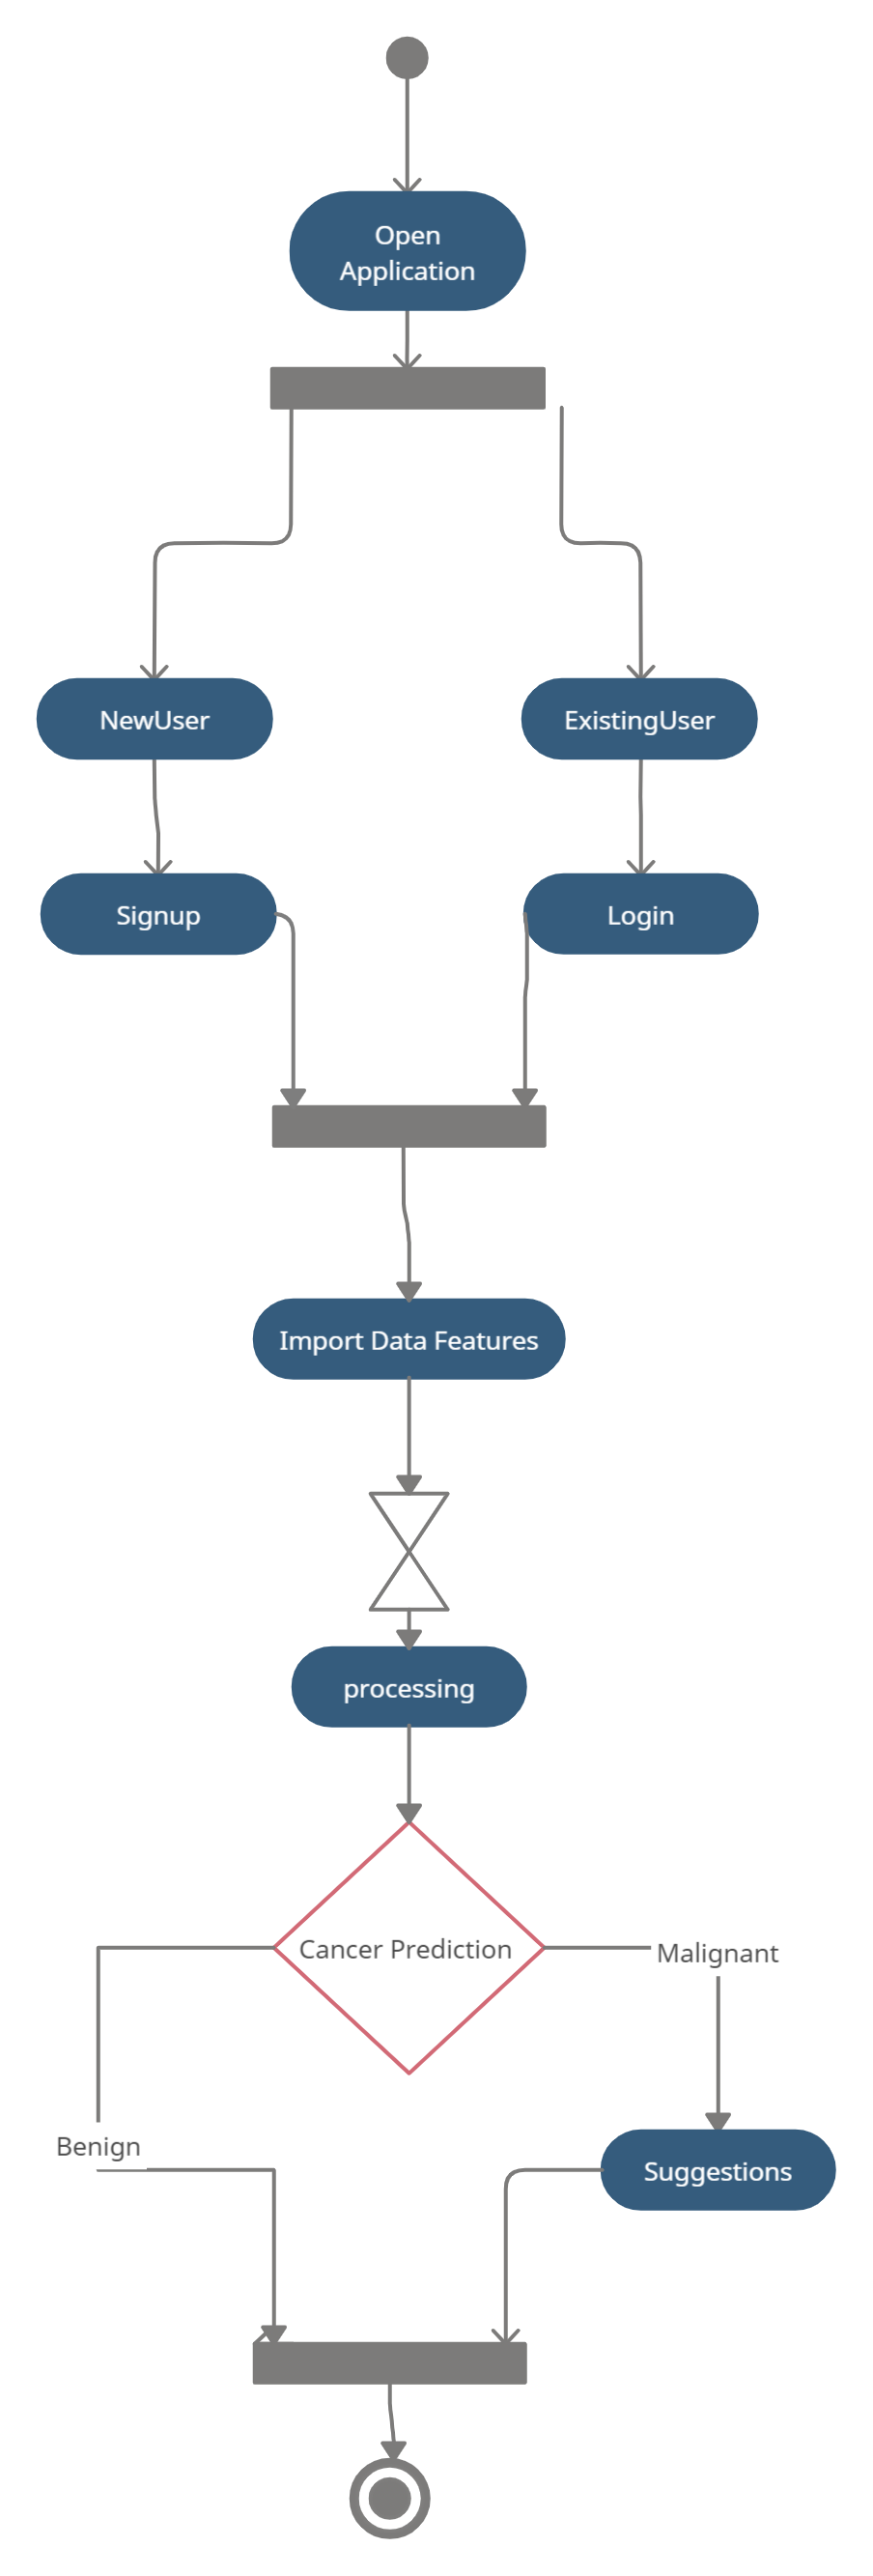 Open
Application
NewUser
ExistingUser
Signup
Login
Import Data Features
processing
Cancer Prediction
Malignant
Benign
Suggestions